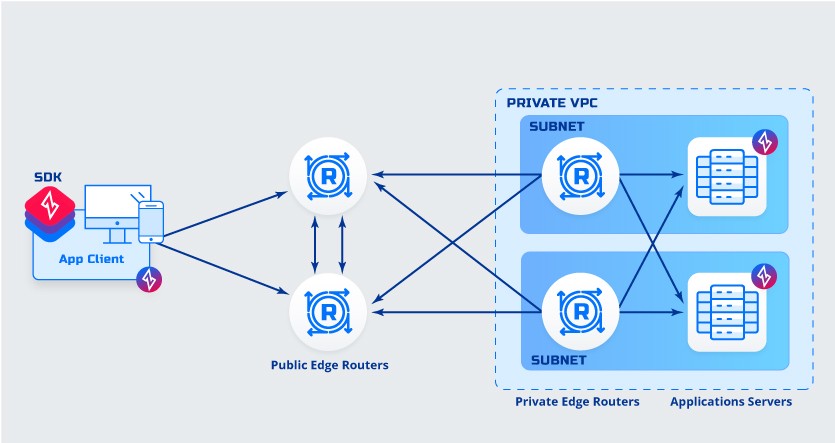 PRIVATE VPC
SUBNET
SDK
R
R
App Client
R
R
SUBNET
Public Edge Routers
Private Edge Routers
Applications Servers